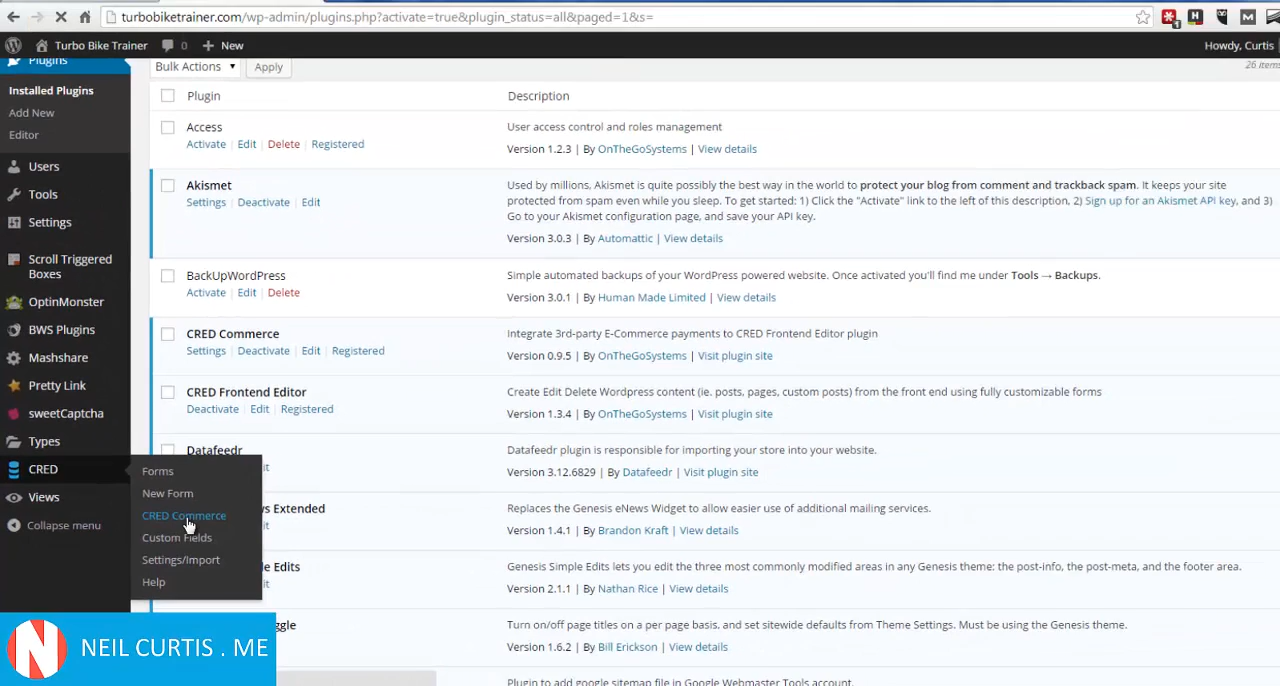 turbobiketrainer.com/wp-admin/plugins.php?activate=true&plugin_status=all&paged=1&s=
1
H
M
Turbo Bike Trainer
0
+ New
Howdy, Curtis
Plugins
Bulk Actions
Apply
26 items
Installed Plugins
Add New
Editor
Users
Tools
Settings
Scroll Triggered
Boxes
OptinMonster
BWS Plugins
Mashshare
Pretty Link
sweetCaptcha
Types
CRED
Views
Collapse menu
Forms
New Form
CRED Commerce
Custom Fields
Settings/Import
Help
Plugin
Description
Access
User access control and roles management
Activate | Edit | Delete | Registered
Version 1.2.3 | By OnTheGoSystems | View details
Akismet
Used by millions, Akismet is quite possibly the best way in the world to protect your blog from comment and trackback spam. It keeps your site
Settings | Deactivate | Edit
protected from spam even while you sleep. To get started: 1) Click the "Activate" link to the left of this description, 2) Sign up for an Akismet API key, and 3)
Go to your Akismet configuration page, and save your API key.
Version 3.0.3 | By Automattic | View details
BackUpWordPress
Simple automated backups of your WordPress powered website. Once activated you'll find me under Tools → Backups.
Activate | Edit | Delete
Version 3.0.1 | By Human Made Limited | View details
CRED Commerce
Integrate 3rd-party E-Commerce payments to CRED Frontend Editor plugin
Settings | Deactivate | Edit | Registered
Version 0.9.5 | By OnTheGoSystems | Visit plugin site
CRED Frontend Editor
Create Edit Delete Wordpress content (ie. posts, pages, custom posts) from the front end using fully customizable forms
Deactivate | Edit | Registered
Version 1.3.4 | By OnTheGoSystems | Visit plugin site
Datafeedr
Datafeedr plugin is responsible for importing your store into your website.
Version 3.12.6829 | By Datafeedr | Visit plugin site
Extended
Replaces the Genesis eNews Widget to allow easier use of additional mailing services.
Version 1.4.1 | By Brandon Kraft | View details
Edits
Genesis Simple Edits lets you edit the three most commonly modified areas in any Genesis theme: the post-info, the post-meta, and the footer area.
Version 2.1.1 | By Nathan Rice | View details
Turn on/off page titles on a per page basis, and set sitewide defaults from Theme Settings. Must be using the Genesis theme.
Version 1.6.2 | By Bill Erickson | View details
Plugin to add google sitemap file in Google Webmaster Tools account.
N
NEIL CURTIS . ME